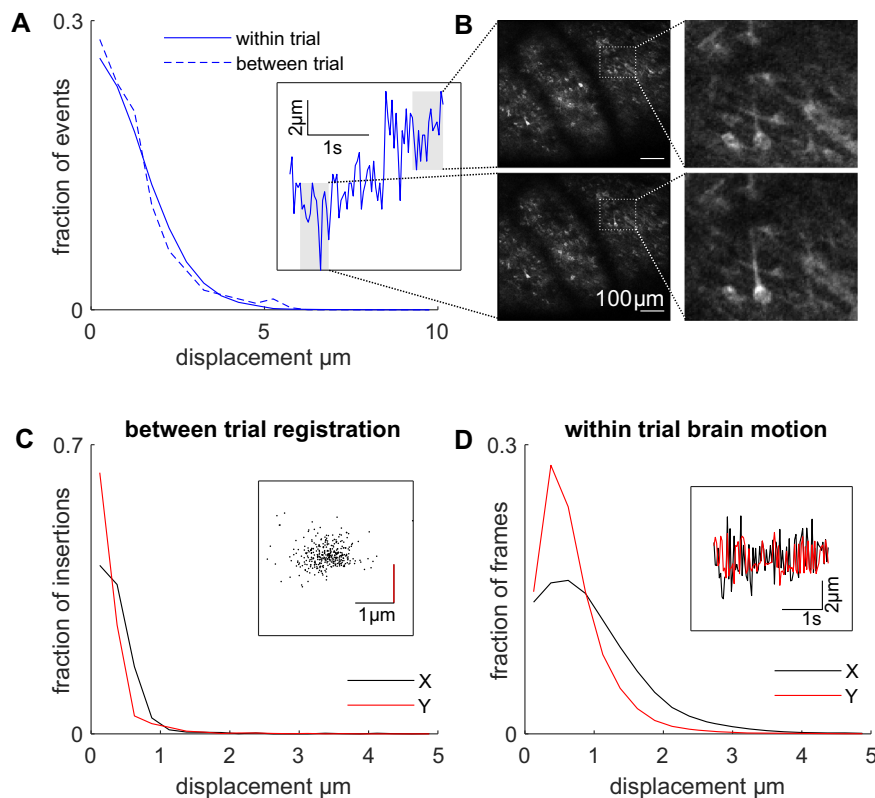 A
0.3
fraction of events
0
0
5
10
displacement µm
within trial
between trial
2µm
1s
B
100µm
C
between trial registration
0.7
fraction of insertions
0
0
1
2
3
4
5
displacement µm
1µm
X
Y
D
within trial brain motion
0.3
fraction of frames
0
0
1
2
3
4
5
displacement µm
2µm
1s
X
Y